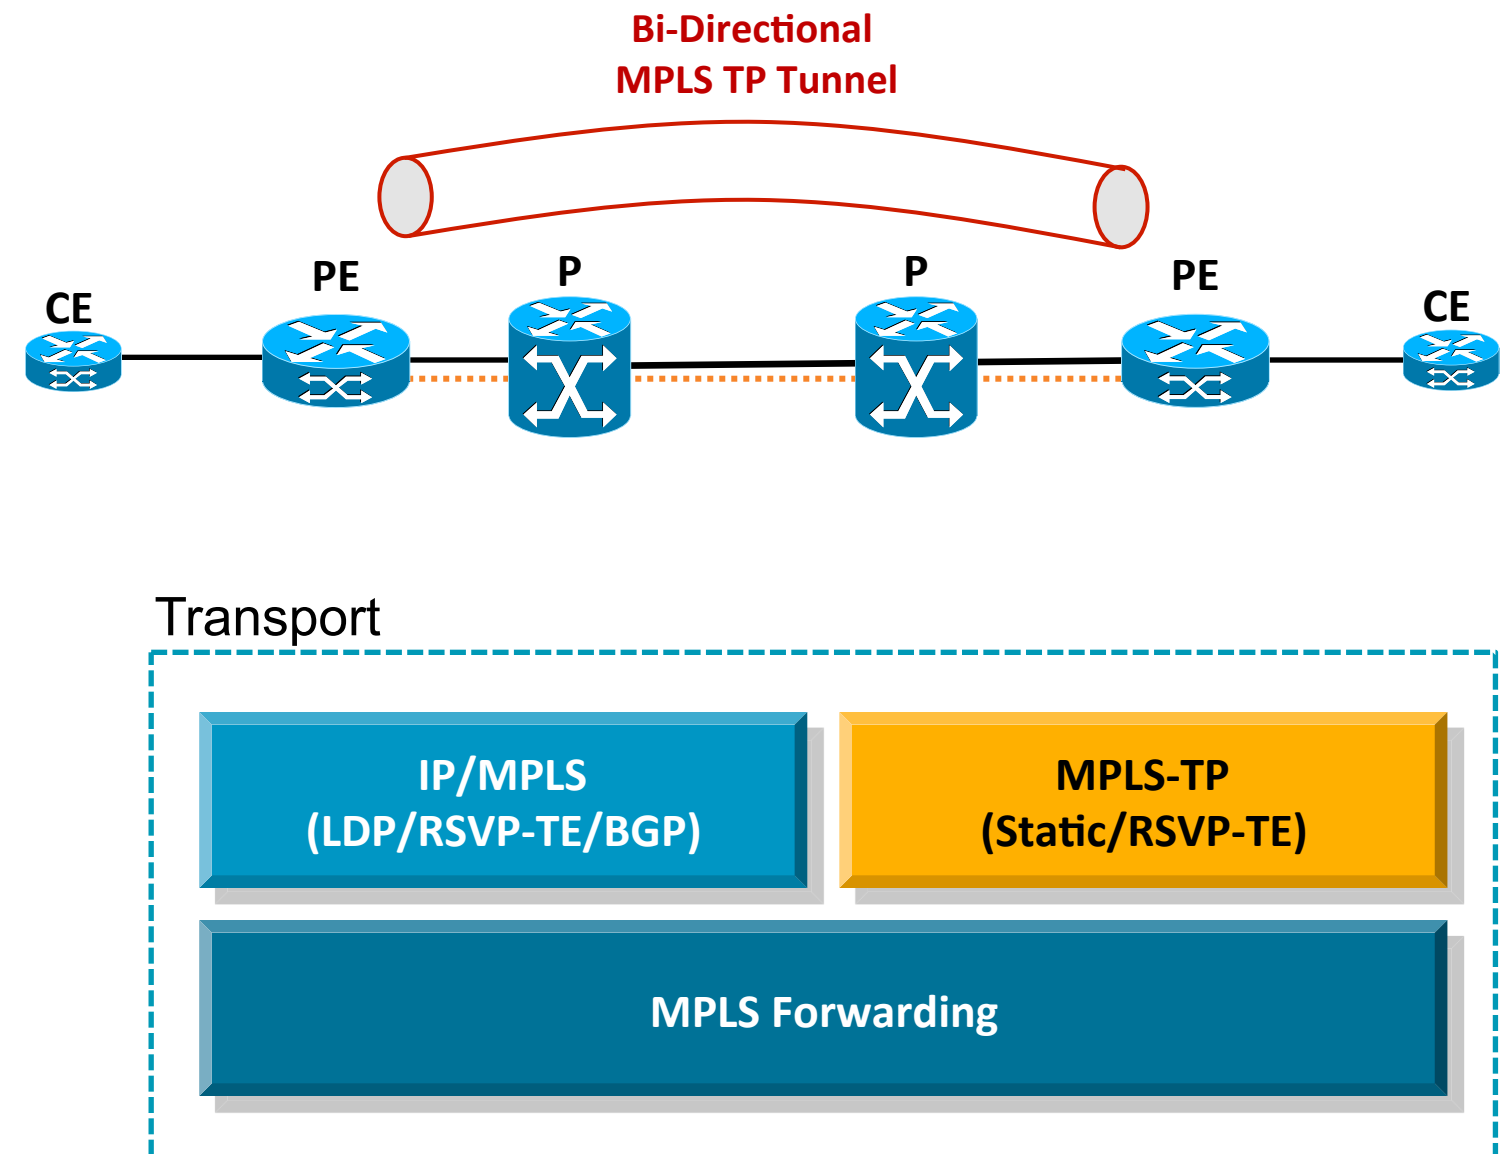 Bi-Directional
MPLS TP Tunnel
CE
PE
P
P
PE
CE
Transport
IP/MPLS
(LDP/RSVP-TE/BGP)
MPLS-TP
(Static/RSVP-TE)
MPLS Forwarding